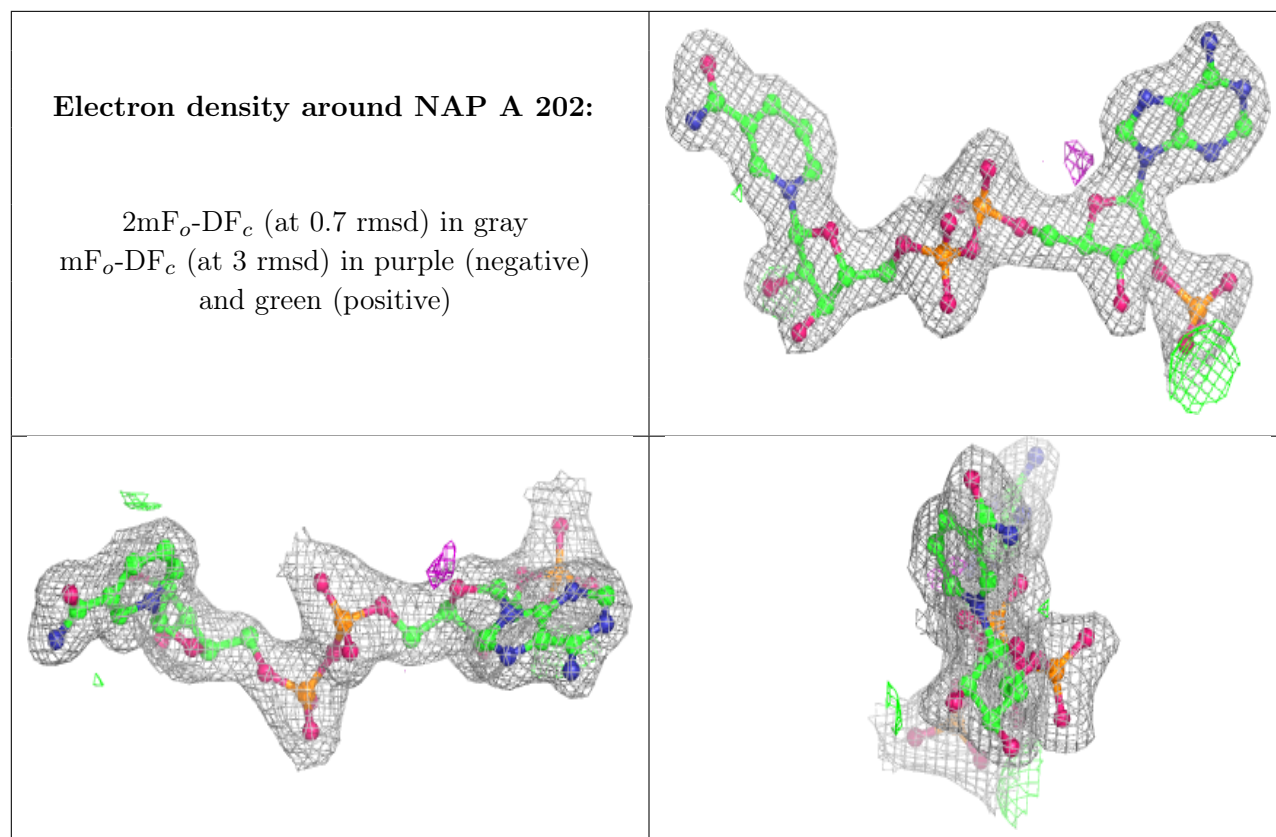 Electron density around NAP A 202:
2mFo-DFc (at 0.7 rmsd) in gray
mFo-DFc (at 3 rmsd) in purple (negative)
and green (positive)